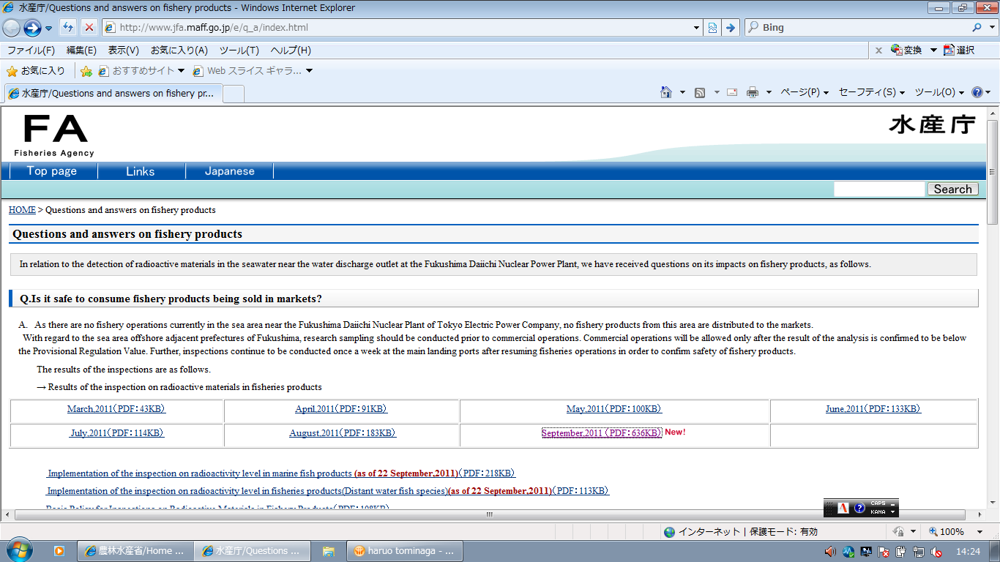 水産庁/Questions and answers on fishery products - Windows Internet Explorer
http://www.jfa.maff.go.jp/e/q_a/index.html
Bing
ファイル(F) 編集(E) 表示(V) お気に入り(A) ツール(T) ヘルプ(H)
x 変換 選択
お気に入り おすすめサイト Web スライス ギャラ...
水産庁/Questions and answers on fishery pr...
ページ(P) セーフティ(S) ツール(O)
FA
Fisheries Agency
水産庁
Top page Links Japanese
Search
HOME > Questions and answers on fishery products
Questions and answers on fishery products
In relation to the detection of radioactive materials in the seawater near the water discharge outlet at the Fukushima Daiichi Nuclear Power Plant, we have received questions on its impacts on fishery products, as follows.
Q.Is it safe to consume fishery products being sold in markets?
A. As there are no fishery operations currently in the sea area near the Fukushima Daiichi Nuclear Plant of Tokyo Electric Power Company, no fishery products from this area are distributed to the markets.
With regard to the sea area offshore adjacent prefectures of Fukushima, research sampling should be conducted prior to commercial operations. Commercial operations will be allowed only after the result of the analysis is confirmed to be below
the Provisional Regulation Value. Further, inspections continue to be conducted once a week at the main landing ports after resuming fisheries operations in order to confirm safety of fishery products.
The results of the inspections are as follows.
→ Results of the inspection on radioactive materials in fisheries products
March,2011(PDF:43KB) April,2011(PDF:91KB) May,2011(PDF:100KB) June,2011(PDF:133KB)
July,2011(PDF:114KB) August,2011(PDF:183KB) September,2011 (PDF:636KB) New!
Implementation of the inspection on radioactivity level in marine fish products (as of 22 September,2011)(PDF:218KB)
Implementation of the inspection on radioactivity level in fisheries products(Distant water fish species)(as of 22 September,2011)(PDF:113KB)
Basic Policy for Inspections on Radioactive Materials in Fishery Products(PDF:108KB)
A CAPS
KANA
インターネット | 保護モード: 有効
100%
農林水産省/Home ... 水産庁/Questions ... haruo tominaga - ...
14:24